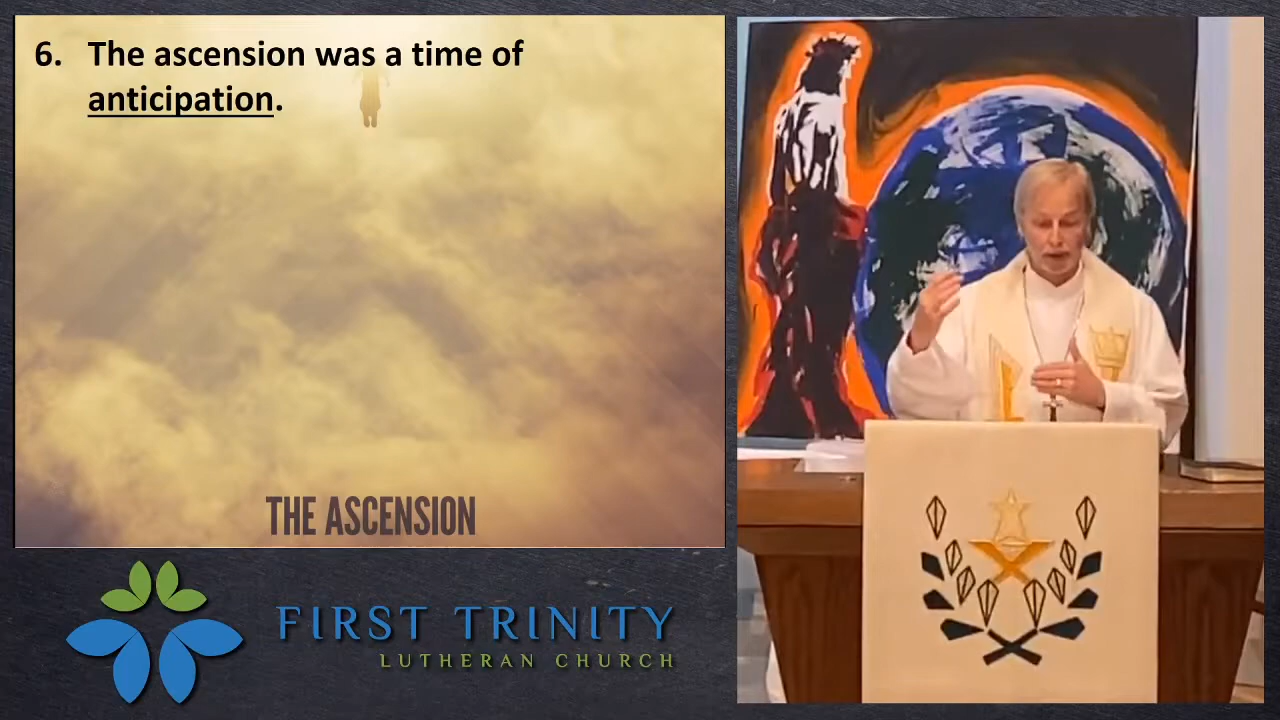 6. The ascension was a time of
anticipation.
THE ASCENSION
FIRST TRINITY
LUTHERAN CHURCH